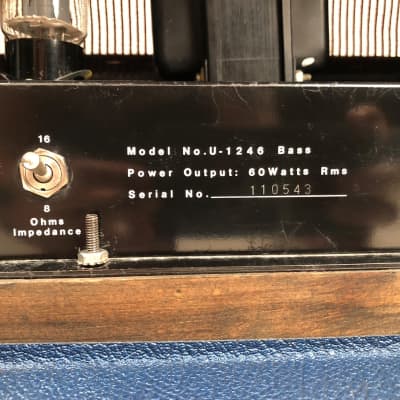 16
8
Ohms
Impedance
Model No.U-1246 Bass
Power Output: 60Watts Rms
Serial No. 110543